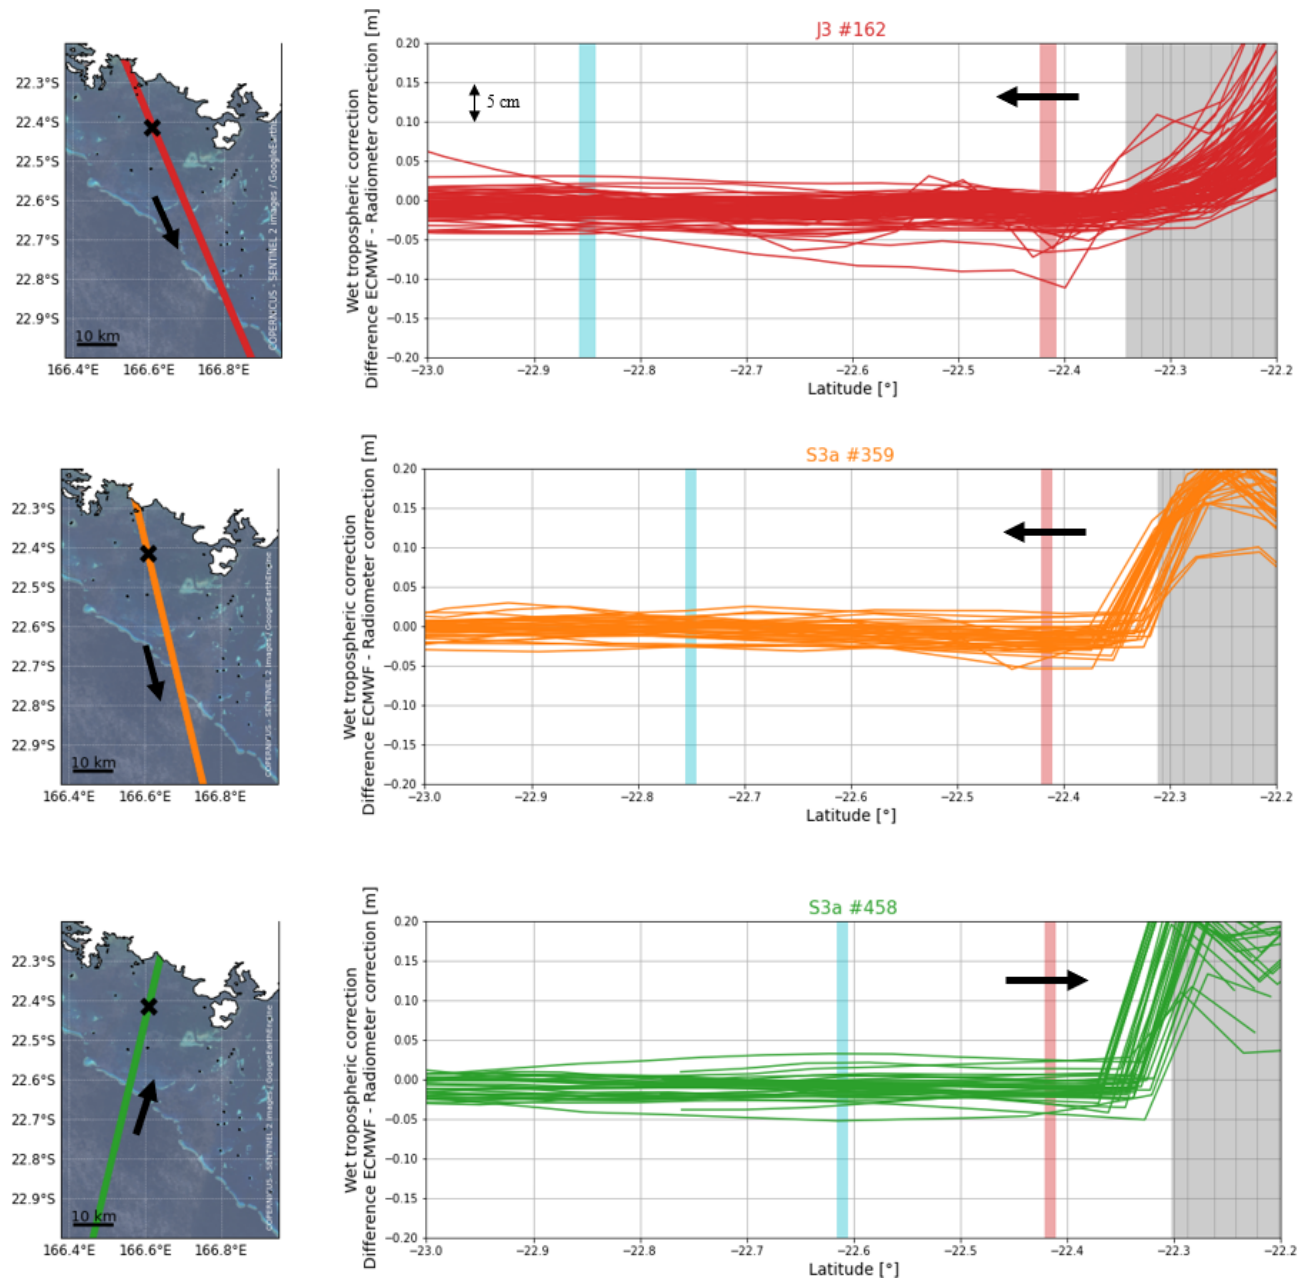 J3 #162
22.3°S
22.4°S
22.5°S
22.6°S
22.7°S
22.8°S
22.9°S
10 km
166.4°E 166.6°E 166.8°E
COPERNICUS - SENTINEL 2 images / GoogleEarthEngine
Wet tropospheric correction
Difference ECMWF - Radiometer correction [m]
0.20
0.15
0.10
0.05
0.00
−0.05
−0.10
−0.15
−0.20
5 cm
−23.0 −22.9 −22.8 −22.7 −22.6 −22.5 −22.4 −22.3 −22.2
Latitude [°]
S3a #359
22.3°S
22.4°S
22.5°S
22.6°S
22.7°S
22.8°S
22.9°S
10 km
166.4°E 166.6°E 166.8°E
COPERNICUS - SENTINEL 2 images / GoogleEarthEngine
Wet tropospheric correction
Difference ECMWF - Radiometer correction [m]
0.20
0.15
0.10
0.05
0.00
−0.05
−0.10
−0.15
−0.20
−23.0 −22.9 −22.8 −22.7 −22.6 −22.5 −22.4 −22.3 −22.2
Latitude [°]
S3a #458
22.3°S
22.4°S
22.5°S
22.6°S
22.7°S
22.8°S
22.9°S
10 km
166.4°E 166.6°E 166.8°E
COPERNICUS - SENTINEL 2 images / GoogleEarthEngine
Wet tropospheric correction
Difference ECMWF - Radiometer correction [m]
0.20
0.15
0.10
0.05
0.00
−0.05
−0.10
−0.15
−0.20
−23.0 −22.9 −22.8 −22.7 −22.6 −22.5 −22.4 −22.3 −22.2
Latitude [°]